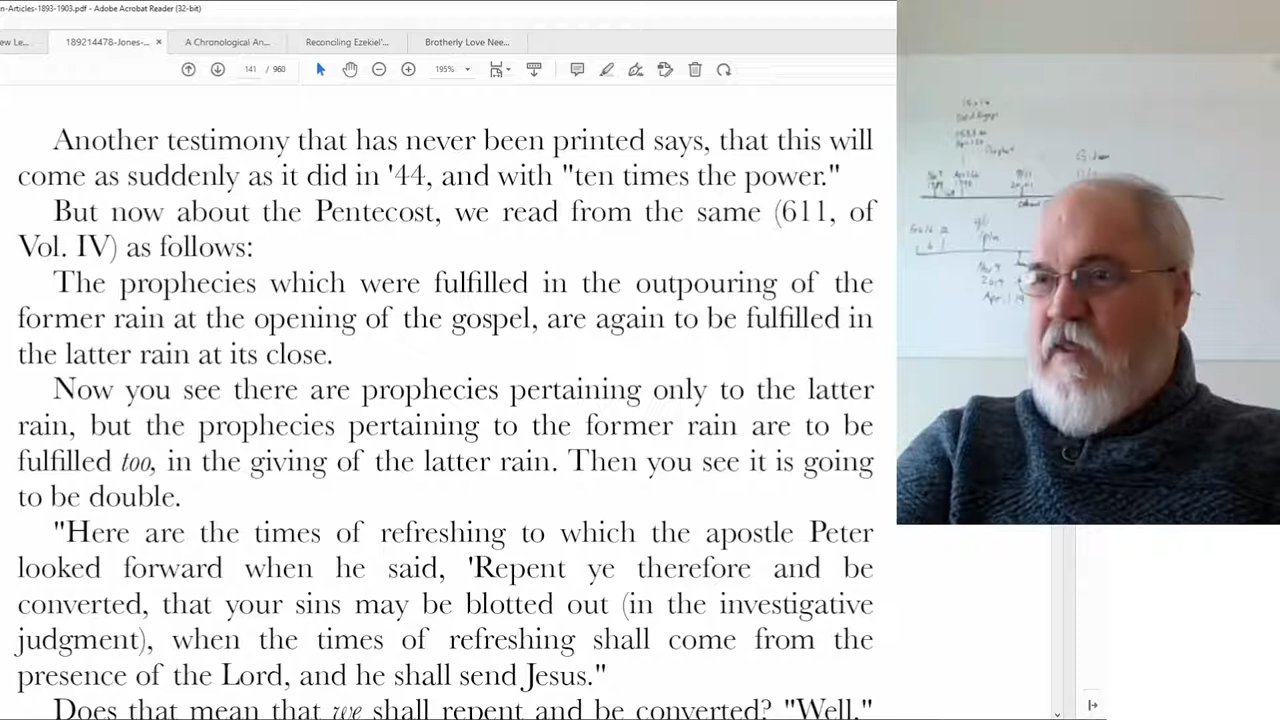 n-Articles-1893-1903.pdf - Adobe Acrobat Reader (32-bit)
ew Le...
189214478-Jones-...
A Chronological An...
Reconciling Ezekiel'...
Brotherly Love Nee...
141 / 960
195%
Another testimony that has never been printed says, that this will
come as suddenly as it did in '44, and with "ten times the power."
But now about the Pentecost, we read from the same (611, of
Vol. IV) as follows:
The prophecies which were fulfilled in the outpouring of the
former rain at the opening of the gospel, are again to be fulfilled in
the latter rain at its close.
Now you see there are prophecies pertaining only to the latter
rain, but the prophecies pertaining to the former rain are to be
fulfilled too, in the giving of the latter rain. Then you see it is going
to be double.
"Here are the times of refreshing to which the apostle Peter
looked forward when he said, 'Repent ye therefore and be
converted, that your sins may be blotted out (in the investigative
judgment), when the times of refreshing shall come from the
presence of the Lord, and he shall send Jesus."
Does that mean that we shall repent and be converted? "Well,"